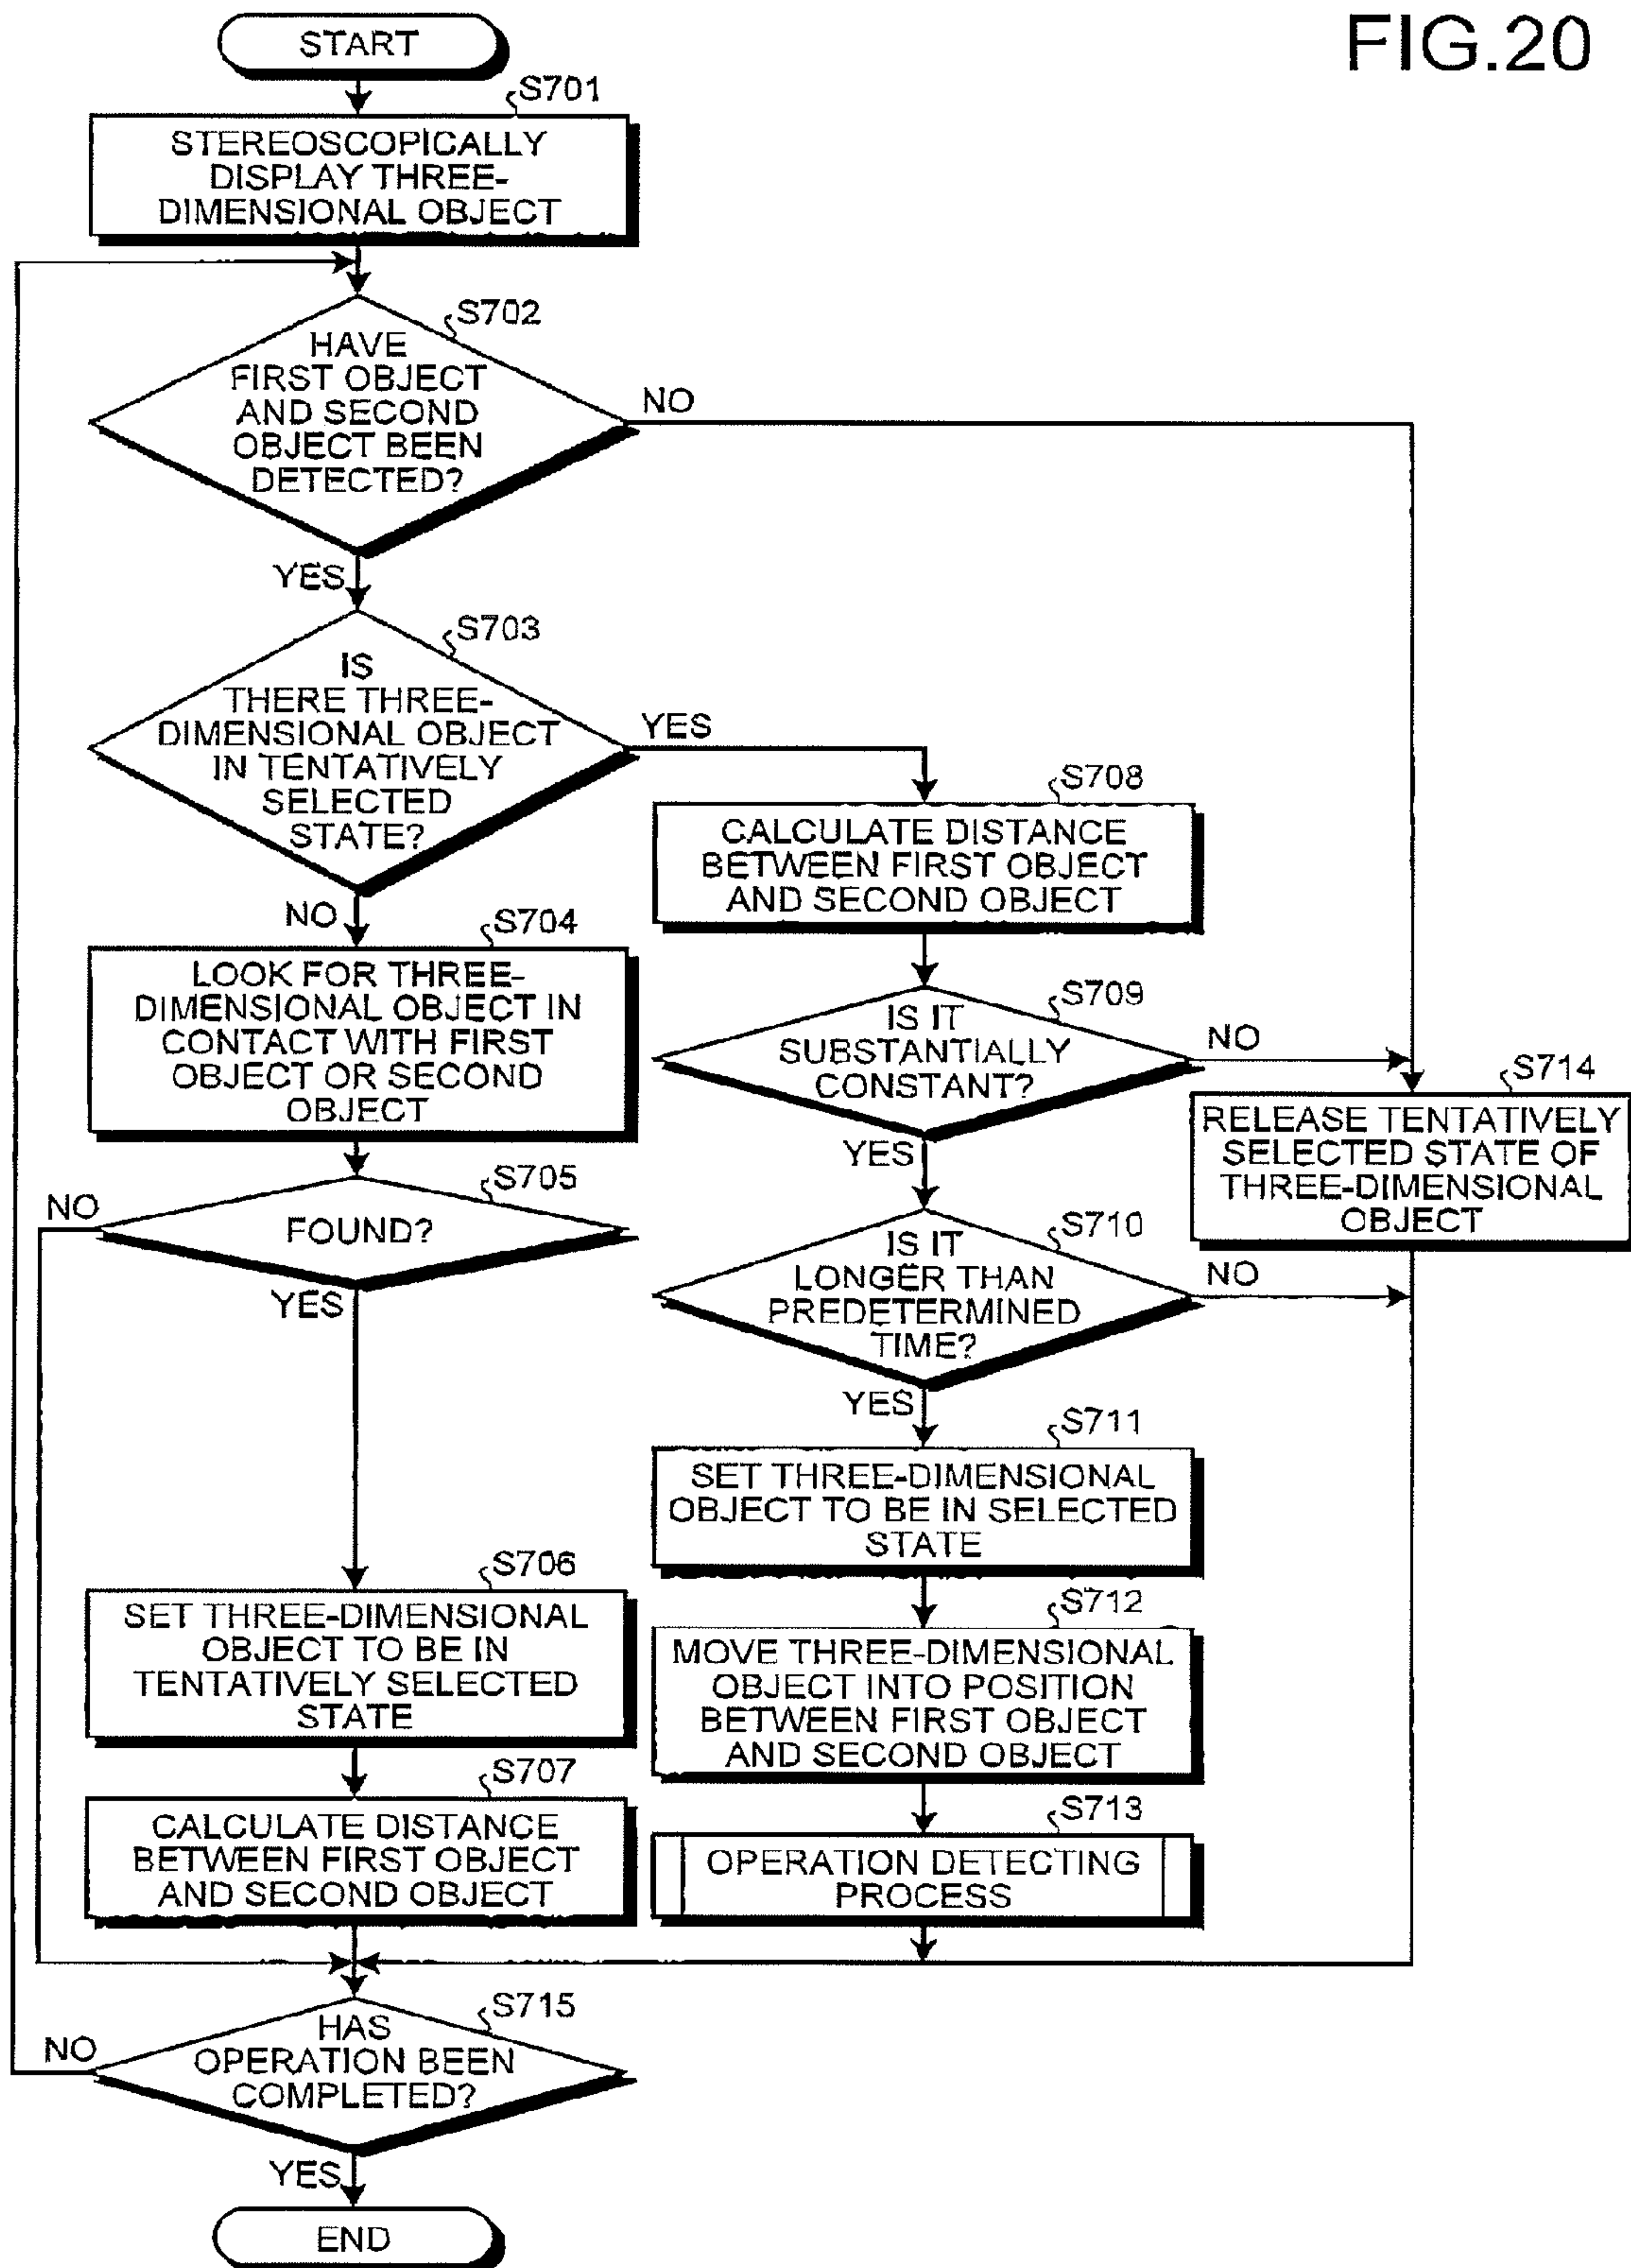 FIG.20
START
S701
STEREOSCOPICALLY
DISPLAY THREE-
DIMENSIONAL OBJECT
S702
HAVE
FIRST OBJECT
AND SECOND
OBJECT BEEN
DETECTED?
NO
YES
S703
IS
THERE THREE-
DIMENSIONAL OBJECT
IN TENTATIVELY
SELECTED
STATE?
YES
NO
S704
LOOK FOR THREE-
DIMENSIONAL OBJECT IN
CONTACT WITH FIRST
OBJECT OR SECOND
OBJECT
S705
FOUND?
NO
YES
S706
SET THREE-DIMENSIONAL
OBJECT TO BE IN
TENTATIVELY SELECTED
STATE
S707
CALCULATE DISTANCE
BETWEEN FIRST OBJECT
AND SECOND OBJECT
S708
CALCULATE DISTANCE
BETWEEN FIRST OBJECT
AND SECOND OBJECT
S709
IS IT
SUBSTANTIALLY
CONSTANT?
NO
YES
S710
IS IT
LONGER THAN
PREDETERMINED
TIME?
NO
YES
S711
SET THREE-DIMENSIONAL
OBJECT TO BE IN SELECTED
STATE
S712
MOVE THREE-DIMENSIONAL
OBJECT INTO POSITION
BETWEEN FIRST OBJECT
AND SECOND OBJECT
S713
OPERATION DETECTING
PROCESS
S714
RELEASE TENTATIVELY
SELECTED STATE OF
THREE-DIMENSIONAL
OBJECT
S715
HAS
OPERATION BEEN
COMPLETED?
NO
YES
END